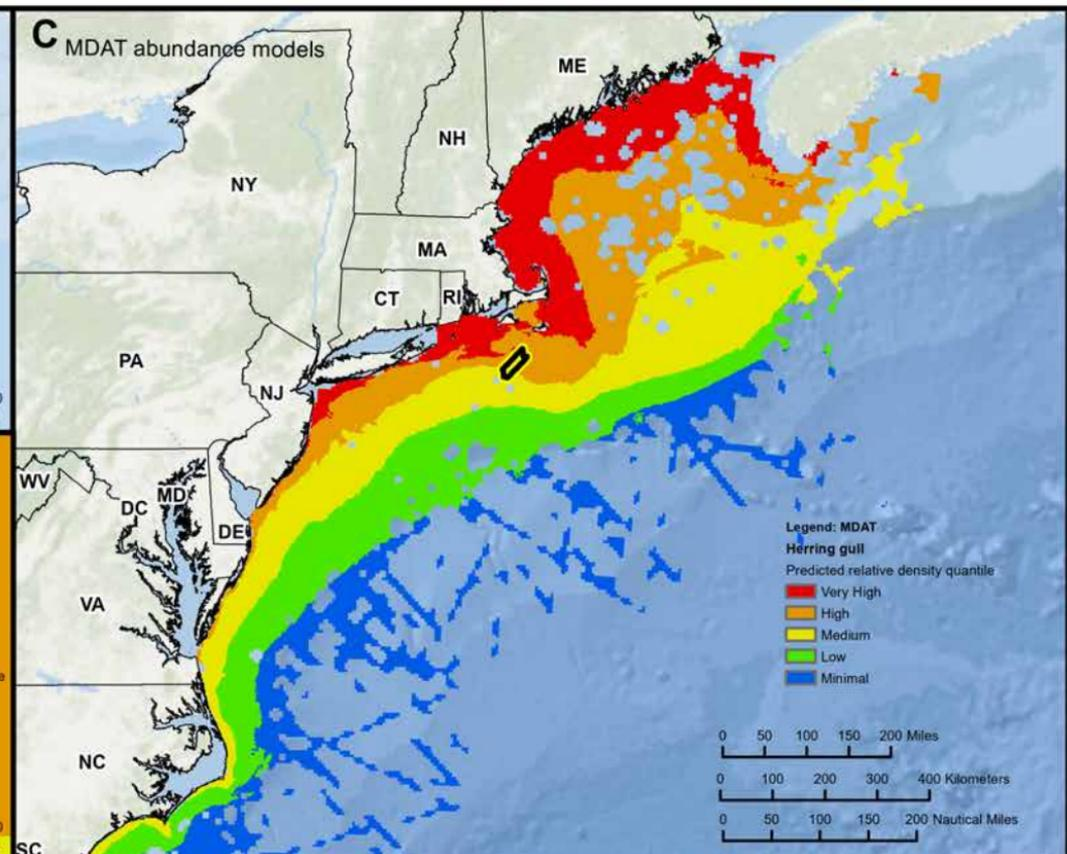 C MDAT abundance models
ME
NH
NY
MA
CT
RI
PA
NJ
WV
MD
DC
DE
VA
NC
SC
Legend: MDAT
Herring gull
Predicted relative density quantile
Very High
High
Medium
Low
Minimal
0 50 100 150 200 Miles
0 100 200 300 400 Kilometers
0 50 100 150 200 Nautical Miles